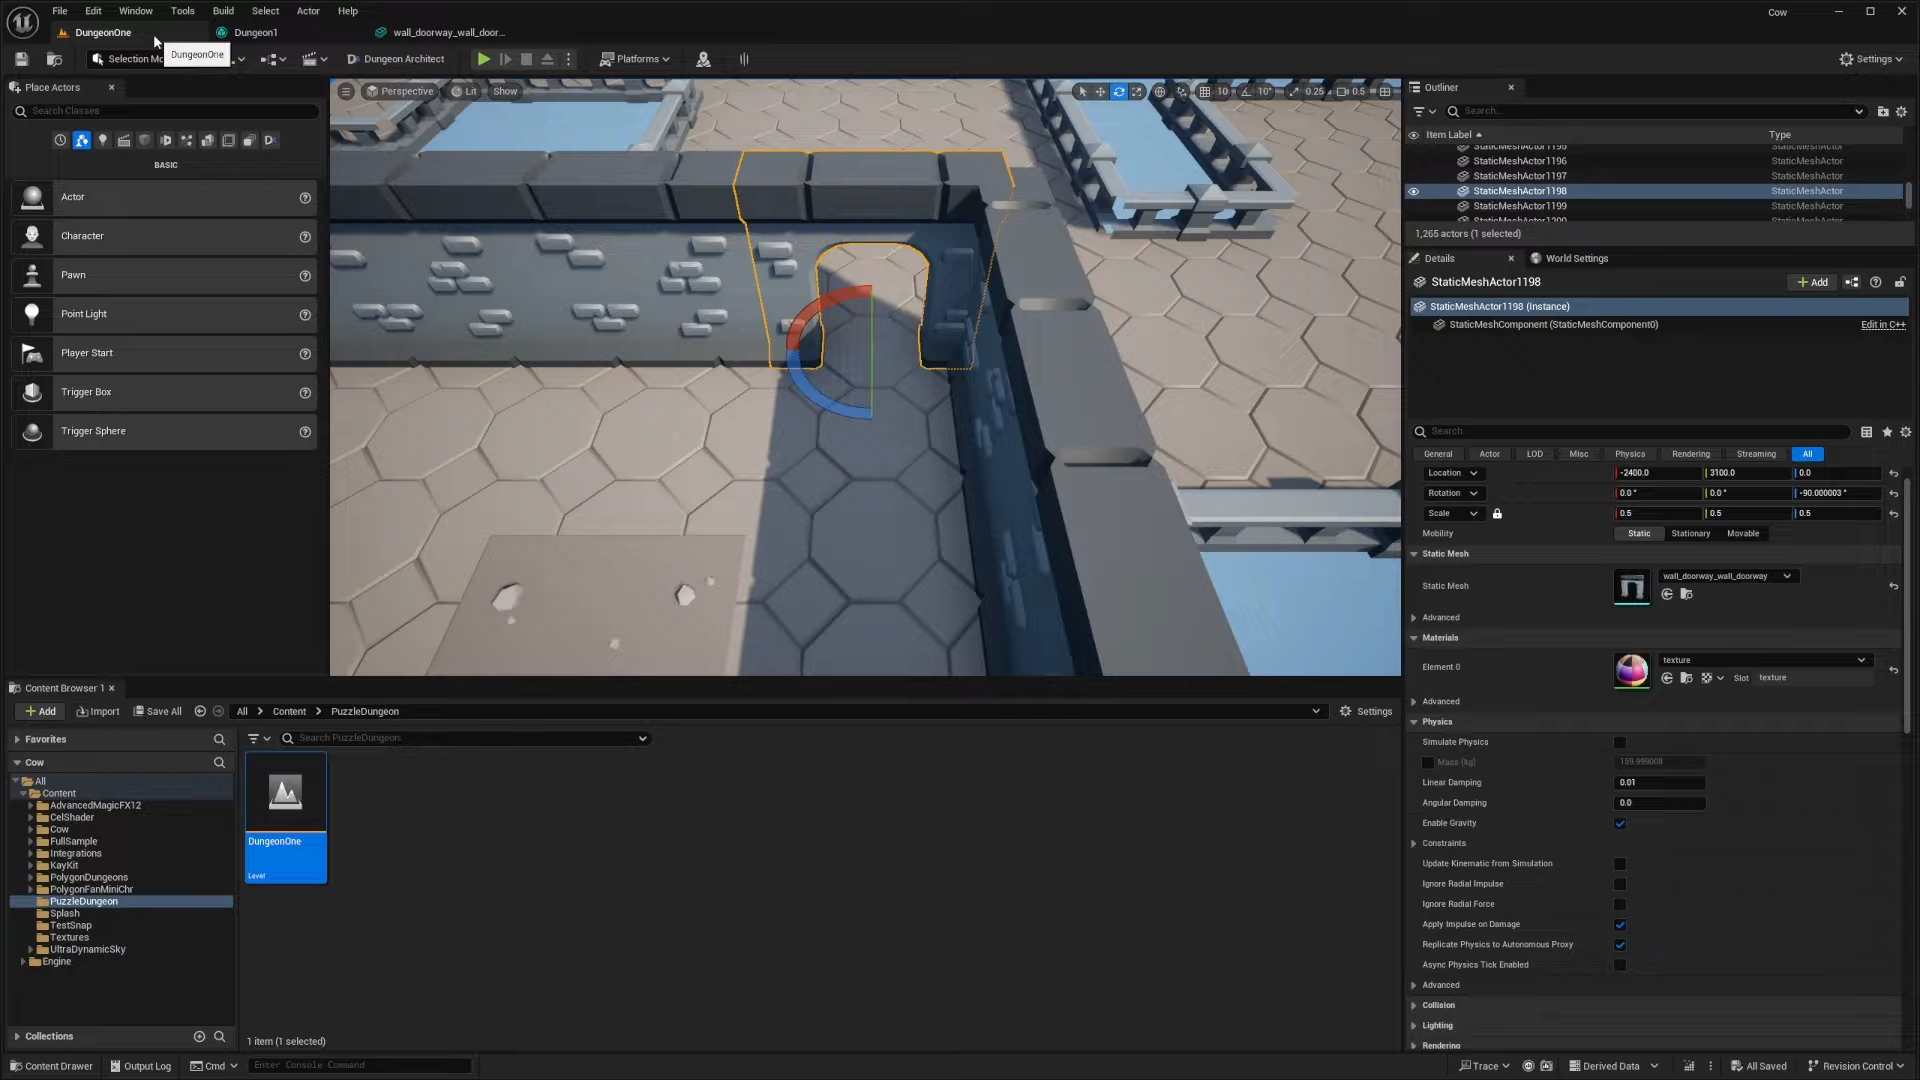 File Edit Window Tools Build Select Actor Help
Cow
DungeonOne
Dungeon1
wall_doorway_wall_door...
DungeonOne
Selection Mo
Dungeon Architect
Platforms
Settings
Place Actors
Search Classes
BASIC
Actor
Character
Pawn
Point Light
Player Start
Trigger Box
Trigger Sphere
Perspective Lit Show
10 10° 0.25 0.5
Outliner
Search...
Item Label Type
StaticMeshActor1195 StaticMeshActor
StaticMeshActor1196 StaticMeshActor
StaticMeshActor1197 StaticMeshActor
StaticMeshActor1198 StaticMeshActor
StaticMeshActor1199 StaticMeshActor
StaticMeshActor1200 StaticMeshActor
1,265 actors (1 selected)
Details
World Settings
StaticMeshActor1198
Add
StaticMeshActor1198 (Instance)
StaticMeshComponent (StaticMeshComponent0) Edit in C++
Search
General Actor LOD Misc Physics Rendering Streaming All
Location -2400.0 3100.0 0.0
Rotation 0.0° 0.0° -90.000003°
Scale 0.5 0.5 0.5
Mobility Static Stationary Movable
Static Mesh
Static Mesh wall_doorway_wall_doorway
Advanced
Materials
Element 0 texture
Slot texture
Advanced
Physics
Simulate Physics
Mass (kg) 159.999008
Linear Damping 0.01
Angular Damping 0.0
Enable Gravity
Constraints
Update Kinematic from Simulation
Ignore Radial Impulse
Ignore Radial Force
Apply Impulse on Damage
Replicate Physics to Autonomous Proxy
Async Physics Tick Enabled
Advanced
Collision
Lighting
Rendering
Content Browser 1
Add Import Save All All > Content > PuzzleDungeon Settings
Favorites
Search PuzzleDungeon
Cow
All
Content
AdvancedMagicFX12
CelShader
Cow
FullSample
Integrations
KayKit
PolygonDungeons
PolygonFanMiniChr
PuzzleDungeon
Splash
TestSnap
Textures
UltraDynamicSky
Engine
DungeonOne
Level
Collections
1 item (1 selected)
Content Drawer Output Log Cmd Enter Console Command
Trace Derived Data All Saved Revision Control